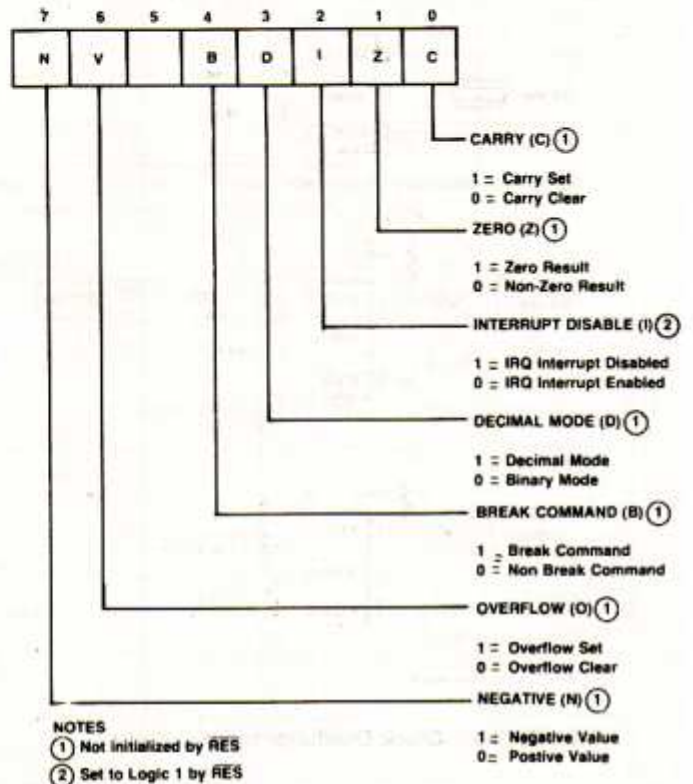 7 6 5 4 3 2 1 0
N V B D I Z C
CARRY (C) ①
1 = Carry Set
0 = Carry Clear
ZERO (Z) ①
1 = Zero Result
0 = Non-Zero Result
INTERRUPT DISABLE (I) ②
1 = IRQ Interrupt Disabled
0 = IRQ Interrupt Enabled
DECIMAL MODE (D) ①
1 = Decimal Mode
0 = Binary Mode
BREAK COMMAND (B) ①
1 = Break Command
0 = Non Break Command
OVERFLOW (O) ①
1 = Overflow Set
0 = Overflow Clear
NEGATIVE (N) ①
1 = Negative Value
0 = Postive Value
NOTES
① Not initialized by R̅E̅S̅
② Set to Logic 1 by R̅E̅S̅